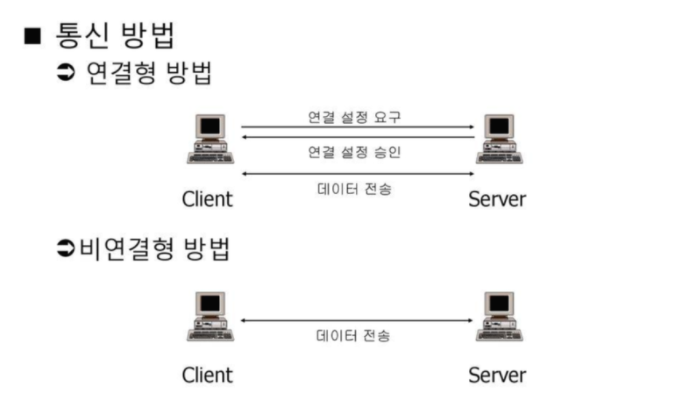 ■ 통신 방법
➲ 연결형 방법
연결 설정 요구
연결 설정 승인
데이터 전송
Client Server
➲비연결형 방법
데이터 전송
Client Server